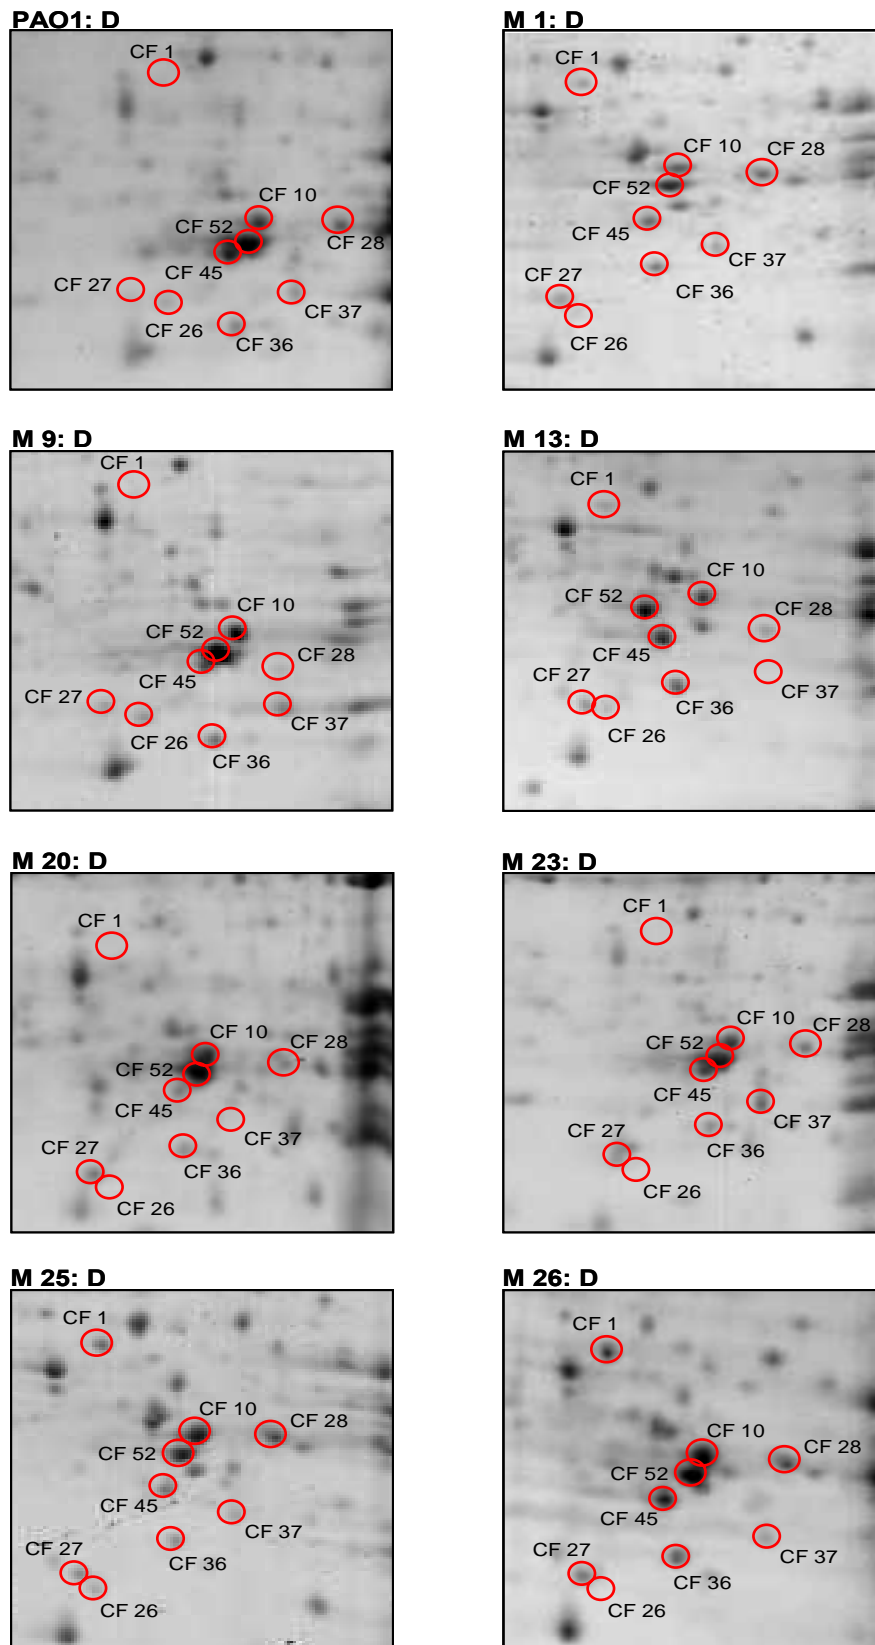 PAO1: D
CF 1
CF 10
CF 52
CF 28
CF 45
CF 27
CF 26
CF 37
CF 36
M 1: D
CF 1
CF 10
CF 28
CF 52
CF 45
CF 37
CF 27
CF 36
CF 26
M 9: D
CF 1
CF 10
CF 52
CF 28
CF 45
CF 27
CF 37
CF 26
CF 36
M 13: D
CF 1
CF 10
CF 52
CF 28
CF 45
CF 27
CF 37
CF 36
CF 26
M 20: D
CF 1
CF 10
CF 28
CF 52
CF 45
CF 37
CF 27
CF 36
CF 26
M 23: D
CF 1
CF 10
CF 28
CF 52
CF 45
CF 37
CF 27
CF 36
CF 26
M 25: D
CF 1
CF 10
CF 28
CF 52
CF 45
CF 37
CF 27
CF 36
CF 26
M 26: D
CF 1
CF 10
CF 28
CF 52
CF 45
CF 37
CF 27
CF 36
CF 26